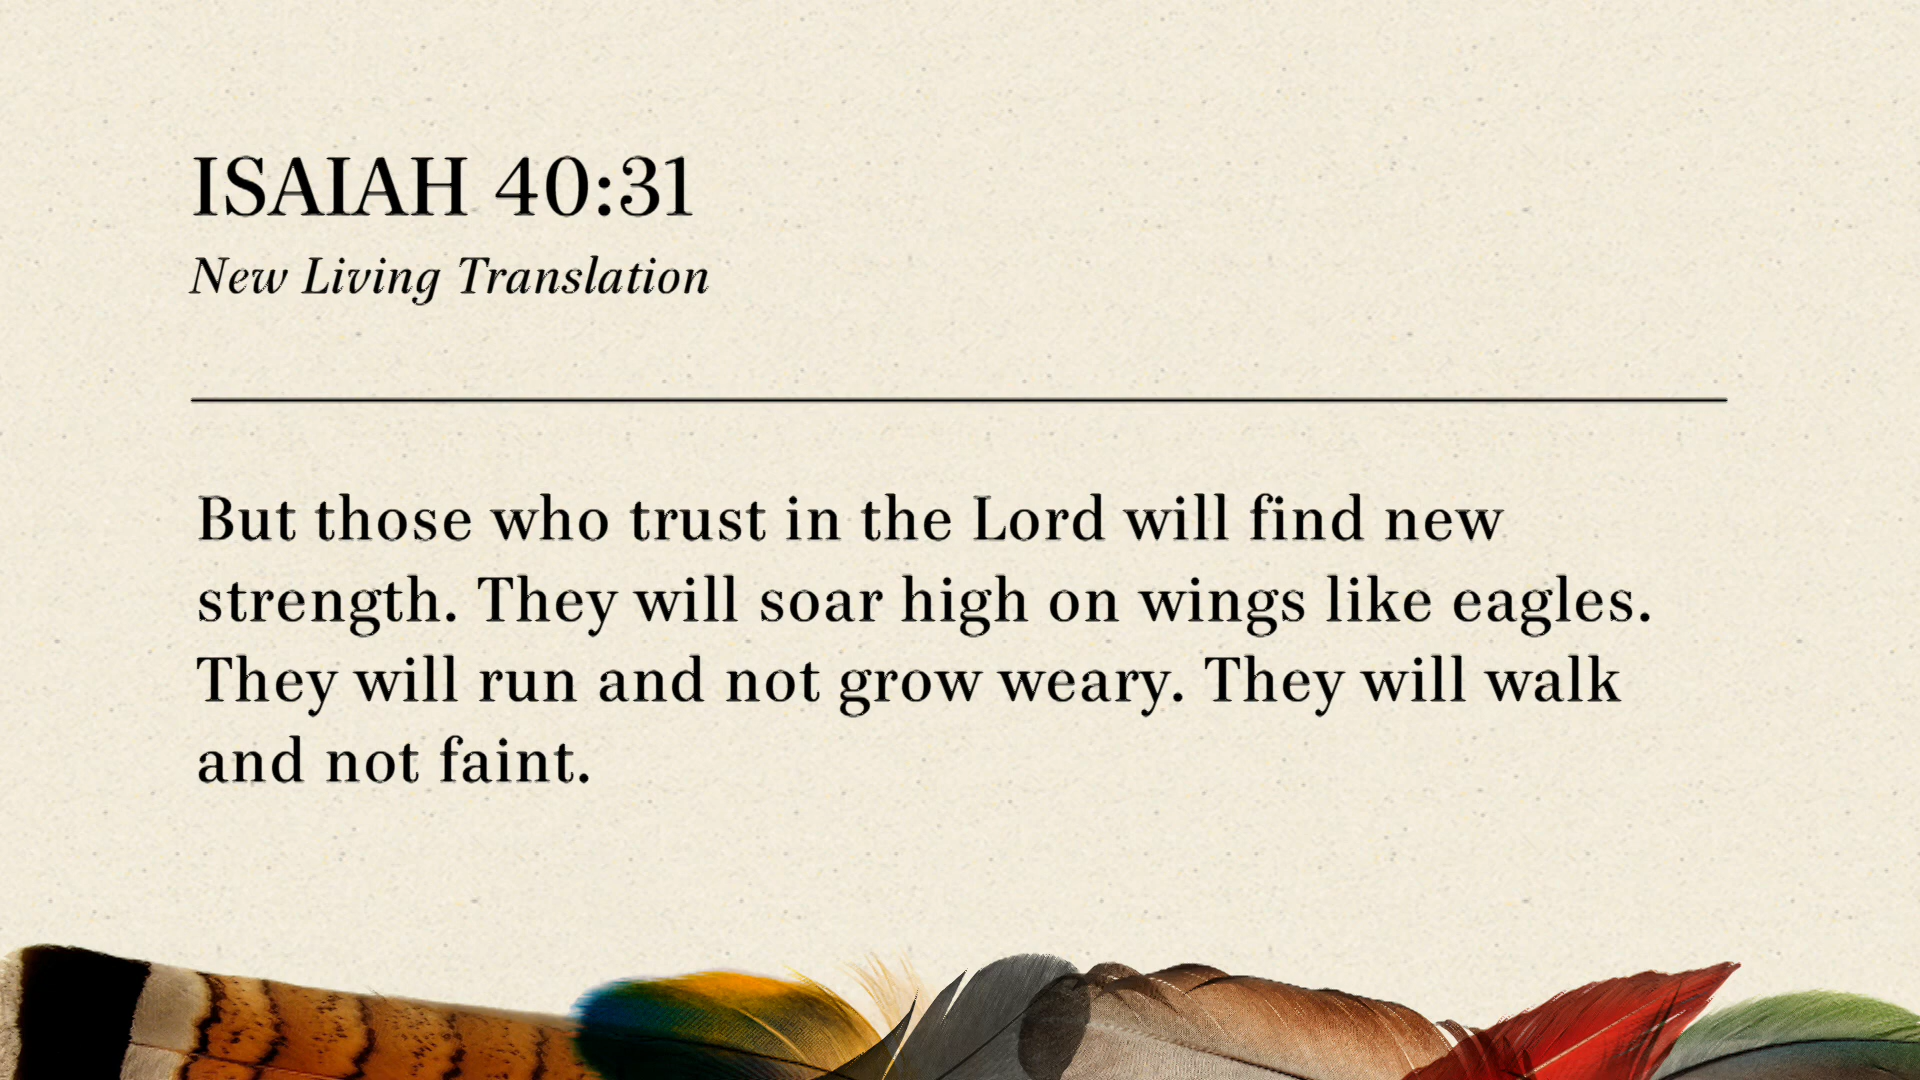 ISAIAH 40:31
New Living Translation
But those who trust in the Lord will find new
strength. They will soar high on wings like eagles.
They will run and not grow weary. They will walk
and not faint.